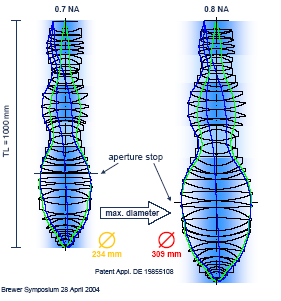 0.7 NA
0.8 NA
TL = 1000 mm
aperture stop
max. diameter
234 mm
309 mm
Patent Appl. DE 19855108
Brewer Symposium 28 April 2004